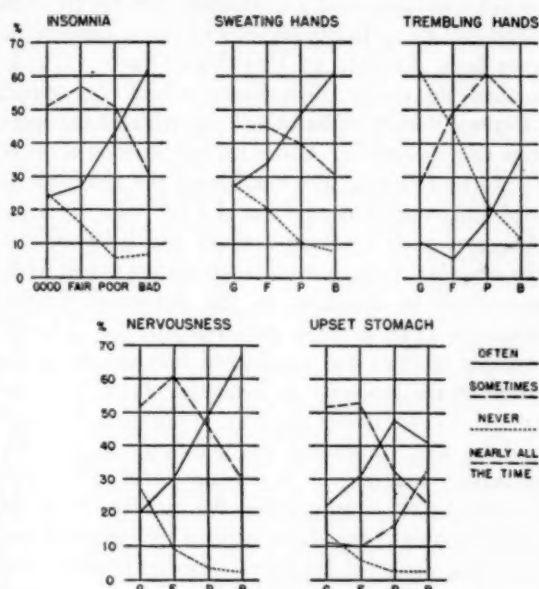 INSOMNIA
SWEATING HANDS
TREMBLING HANDS
%
70
60
50
40
30
20
10
0
GOOD FAIR POOR BAD
G F P B
G F P B
NERVOUSNESS
UPSET STOMACH
%
70
60
50
40
30
20
10
0
OFTEN
SOMETIMES
NEVER
NEARLY ALL
THE TIME